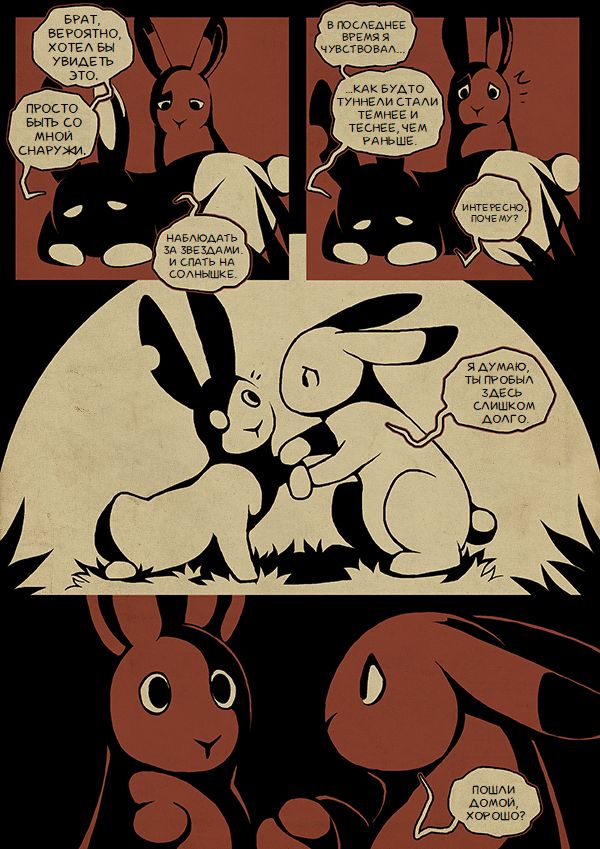 БРАТ,
ВЕРОЯТНО,
ХОТЕЛ БЫ
УВИДЕТЬ
ЭТО.
ПРОСТО
БЫТЬ СО
МНОЙ
СНАРУЖИ.
НАБЛЮДАТЬ
ЗА ЗВЕЗДАМИ.
И СПАТЬ НА
СОЛНЫШКЕ.
В ПОСЛЕДНЕЕ
ВРЕМЯ Я
ЧУВСТВОВАЛ...
...КАК БУДТО
ТУННЕЛИ СТАЛИ
ТЕМНЕЕ И
ТЕСНЕЕ, ЧЕМ
РАНЬШЕ.
ИНТЕРЕСНО,
ПОЧЕМУ?
Я ДУМАЮ,
ТЫ ПРОБЫЛ
ЗДЕСЬ
СЛИШКОМ
ДОЛГО.
ПОШЛИ
ДОМОЙ,
ХОРОШО?